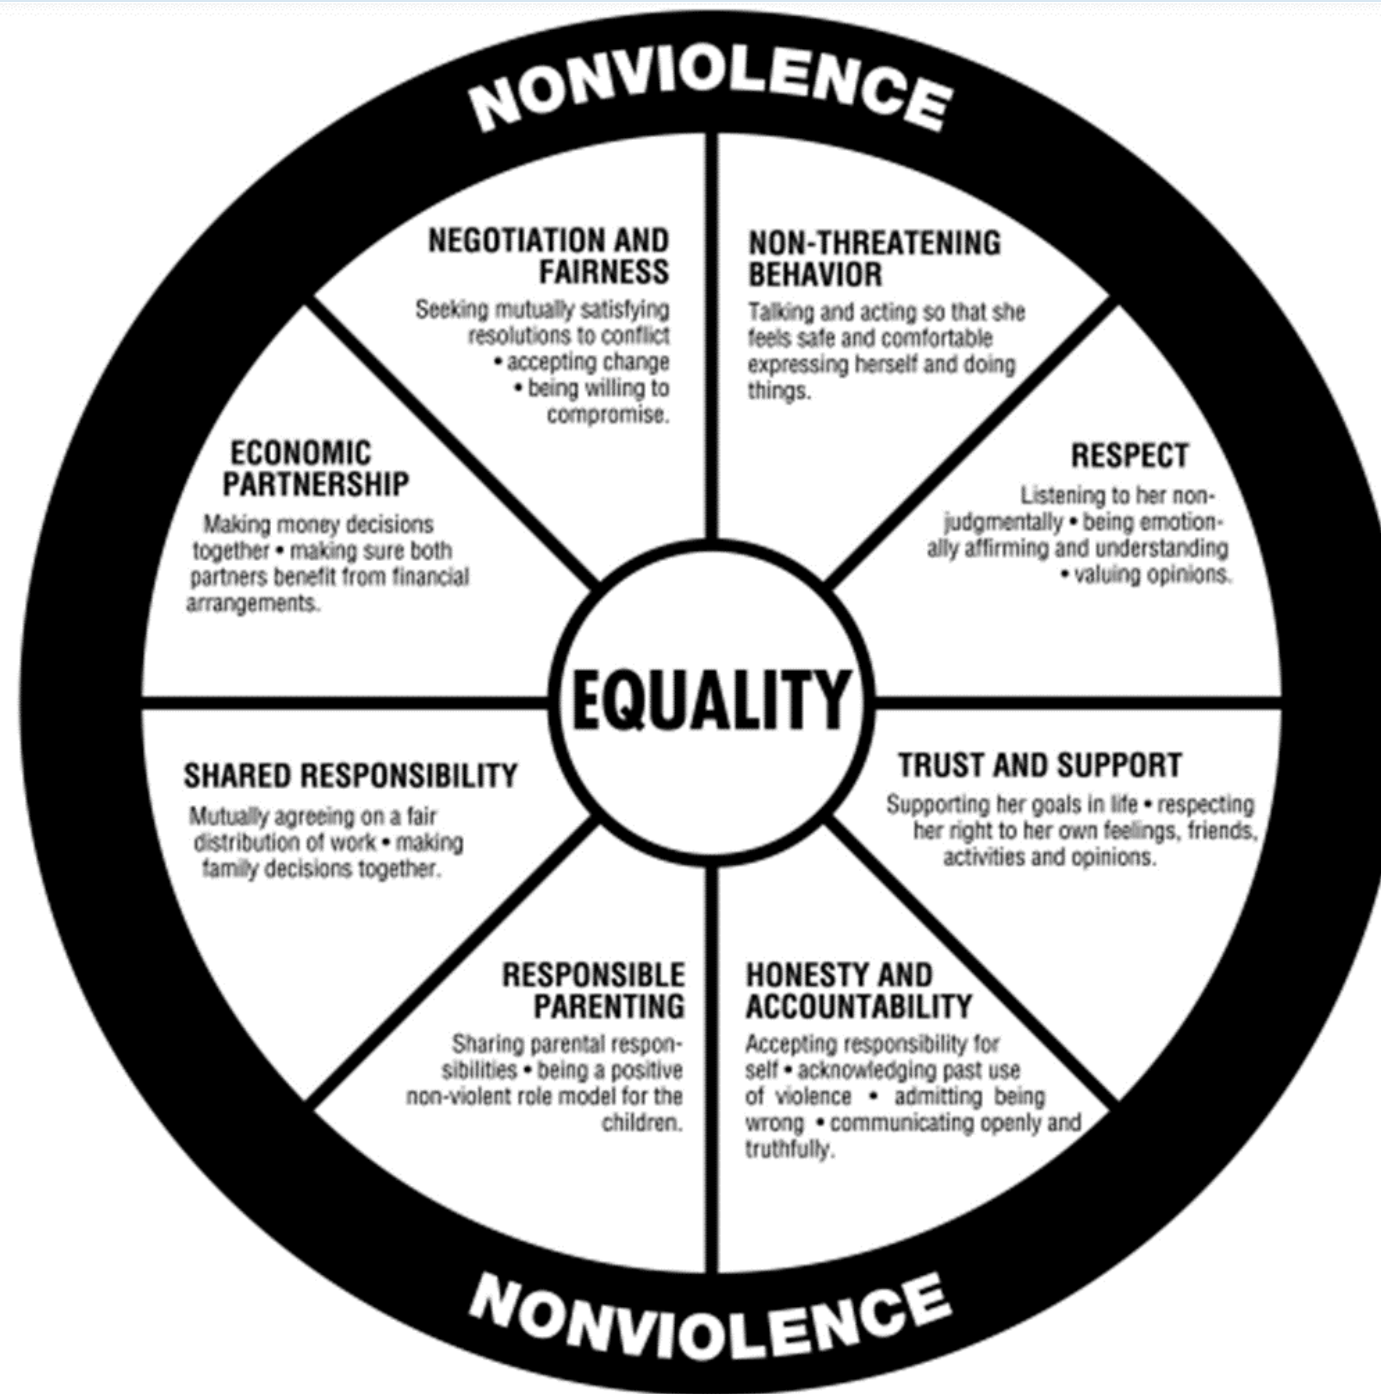 NONVIOLENCE
NEGOTIATION AND
FAIRNESS
Seeking mutually satisfying
resolutions to conflict
• accepting change
• being willing to
compromise.
NON-THREATENING
BEHAVIOR
Talking and acting so that she
feels safe and comfortable
expressing herself and doing
things.
ECONOMIC
PARTNERSHIP
Making money decisions
together • making sure both
partners benefit from financial
arrangements.
RESPECT
Listening to her non-
judgmentally • being emotion-
ally affirming and understanding
• valuing opinions.
EQUALITY
SHARED RESPONSIBILITY
Mutually agreeing on a fair
distribution of work • making
family decisions together.
TRUST AND SUPPORT
Supporting her goals in life • respecting
her right to her own feelings, friends,
activities and opinions.
RESPONSIBLE
PARENTING
Sharing parental respon-
sibilities • being a positive
non-violent role model for the
children.
HONESTY AND
ACCOUNTABILITY
Accepting responsibility for
self • acknowledging past use
of violence • admitting being
wrong • communicating openly and
truthfully.
NONVIOLENCE